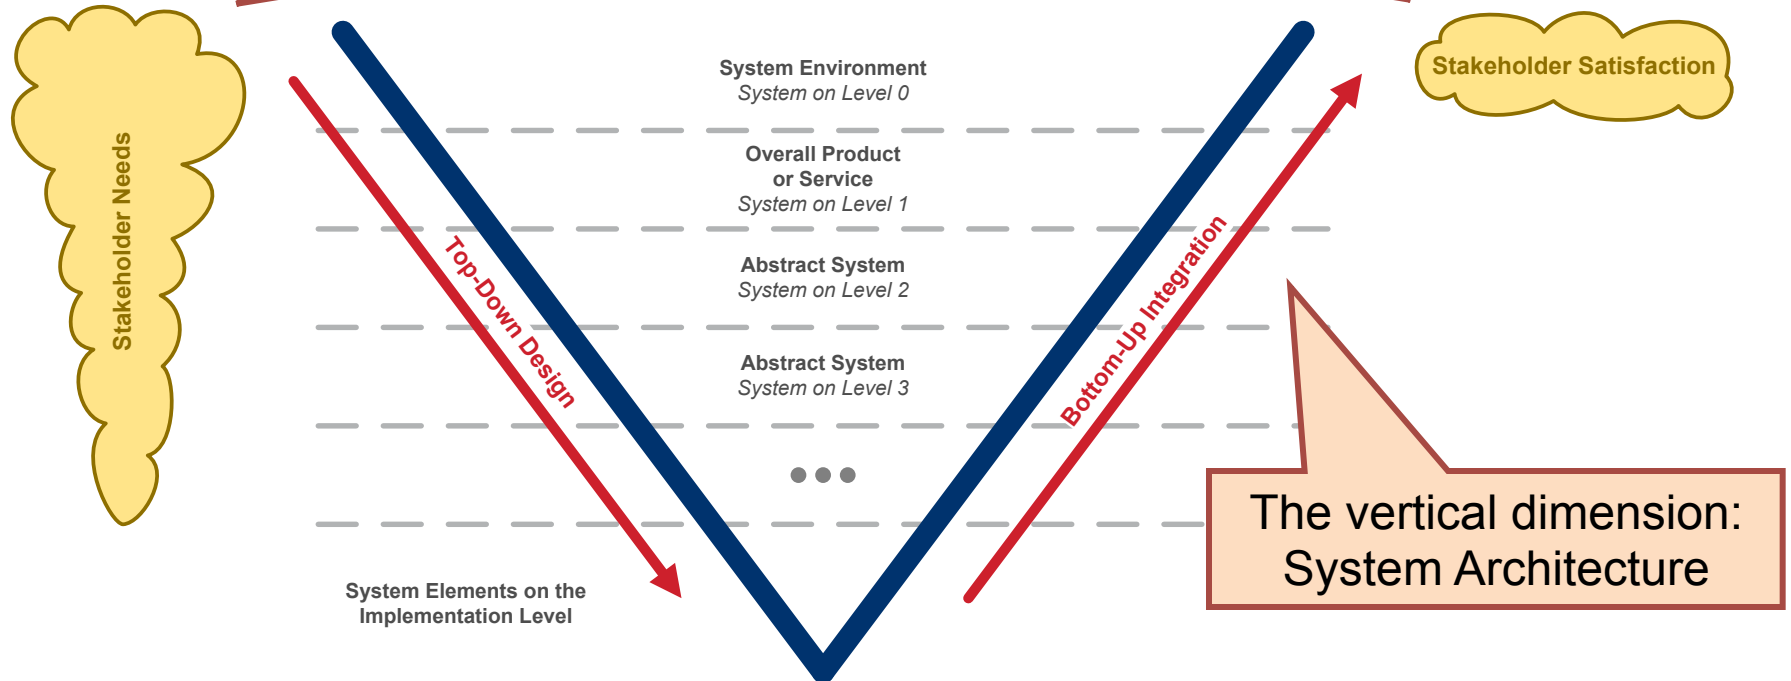 Stakeholder Needs
System Environment
System on Level 0
Stakeholder Satisfaction
Overall Product
or Service
System on Level 1
Top-Down Design
Abstract System
System on Level 2
Bottom-Up Integration
Abstract System
System on Level 3
The vertical dimension:
System Architecture
System Elements on the
Implementation Level